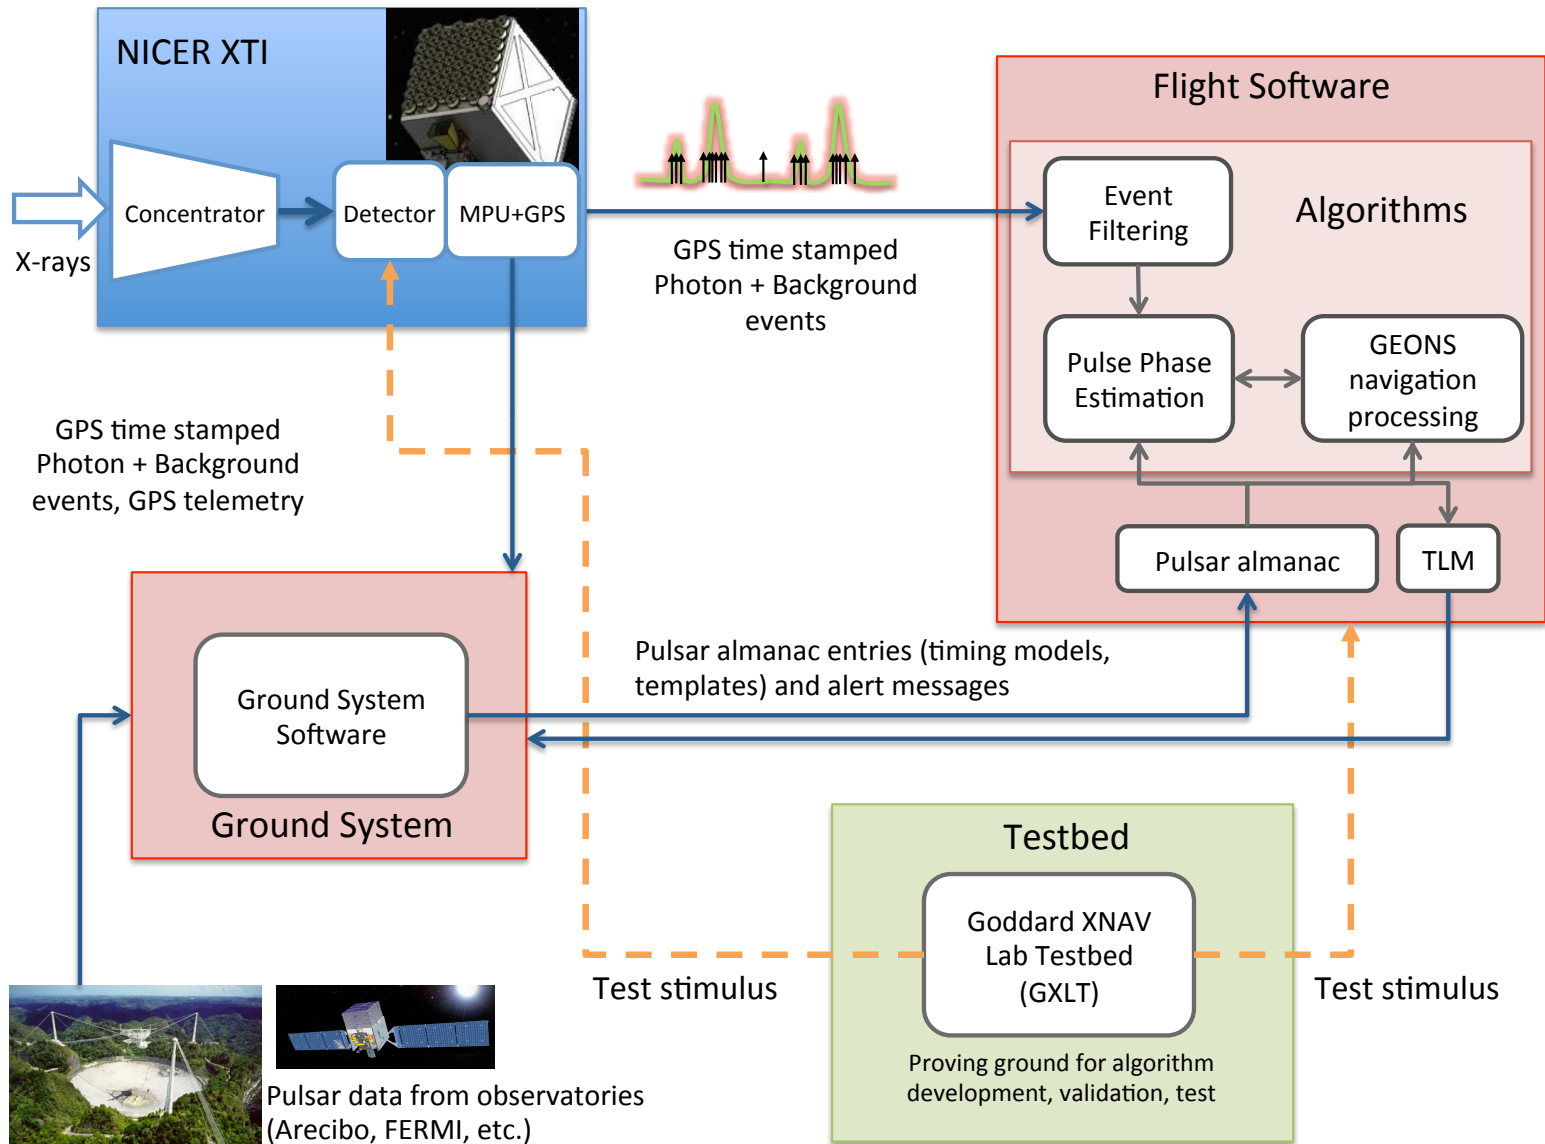 NICER XTI
X-rays
Concentrator
Detector
MPU+GPS
GPS time stamped
Photon + Background
events
Flight Software
Algorithms
Event
Filtering
Pulse Phase
Estimation
GEONS
navigation
processing
Pulsar almanac
TLM
GPS time stamped
Photon + Background
events, GPS telemetry
Ground System
Software
Ground System
Pulsar almanac entries (timing models,
templates) and alert messages
Testbed
Goddard XNAV
Lab Testbed
(GXLT)
Proving ground for algorithm
development, validation, test
Test stimulus
Test stimulus
Pulsar data from observatories
(Arecibo, FERMI, etc.)